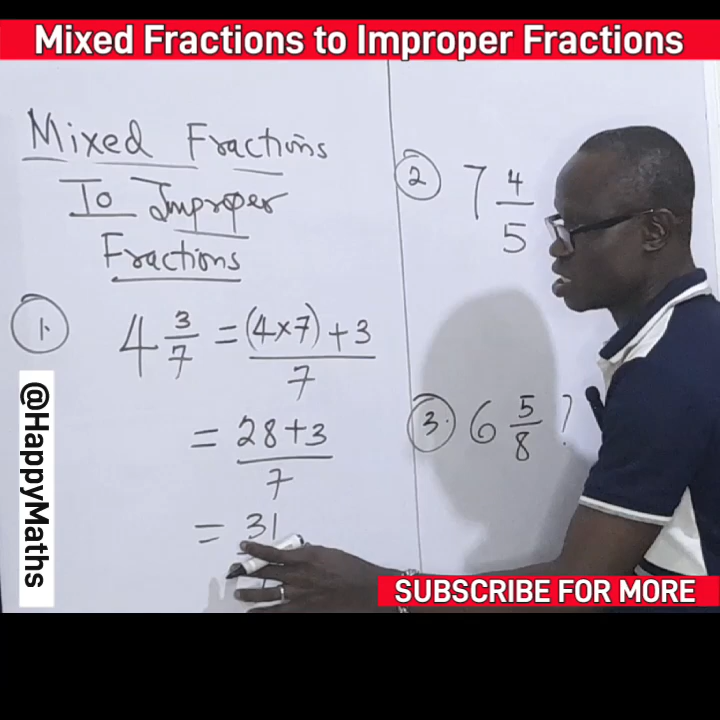 Mixed Fractions to Improper Fractions
Mixed Fractions
To Improper
Fractions
1. 4 3/7 = (4×7)+3/7
= 28+3/7
= 31
2 7 4/5
3. 6 5/8 ?
@HappyMaths
SUBSCRIBE FOR MORE